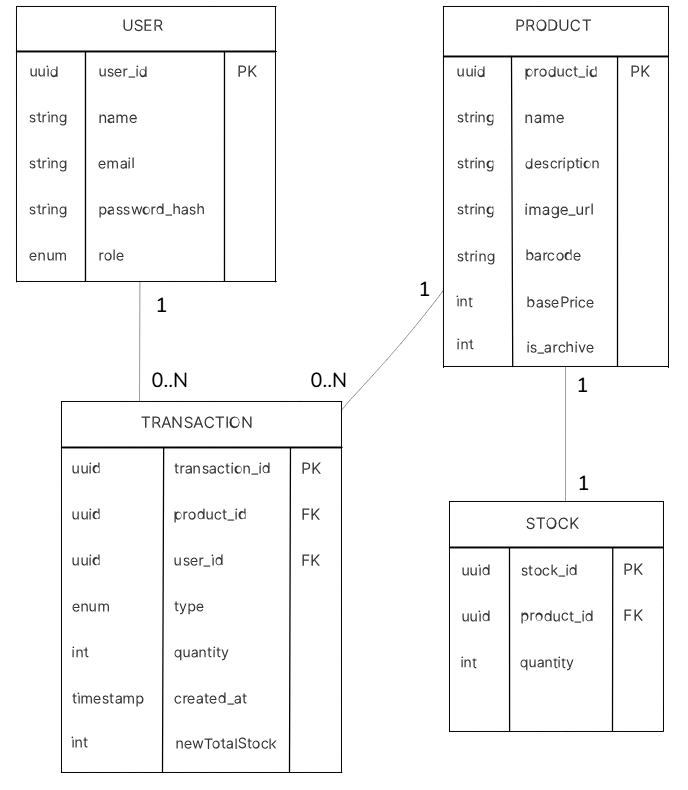 USER
uuid user_id PK
string name
string email
string password_hash
enum role
PRODUCT
uuid product_id PK
string name
string description
string image_url
string barcode
int basePrice
int is_archive
1
0..N
1
0..N
1
1
TRANSACTION
uuid transaction_id PK
uuid product_id FK
uuid user_id FK
enum type
int quantity
timestamp created_at
int newTotalStock
STOCK
uuid stock_id PK
uuid product_id FK
int quantity